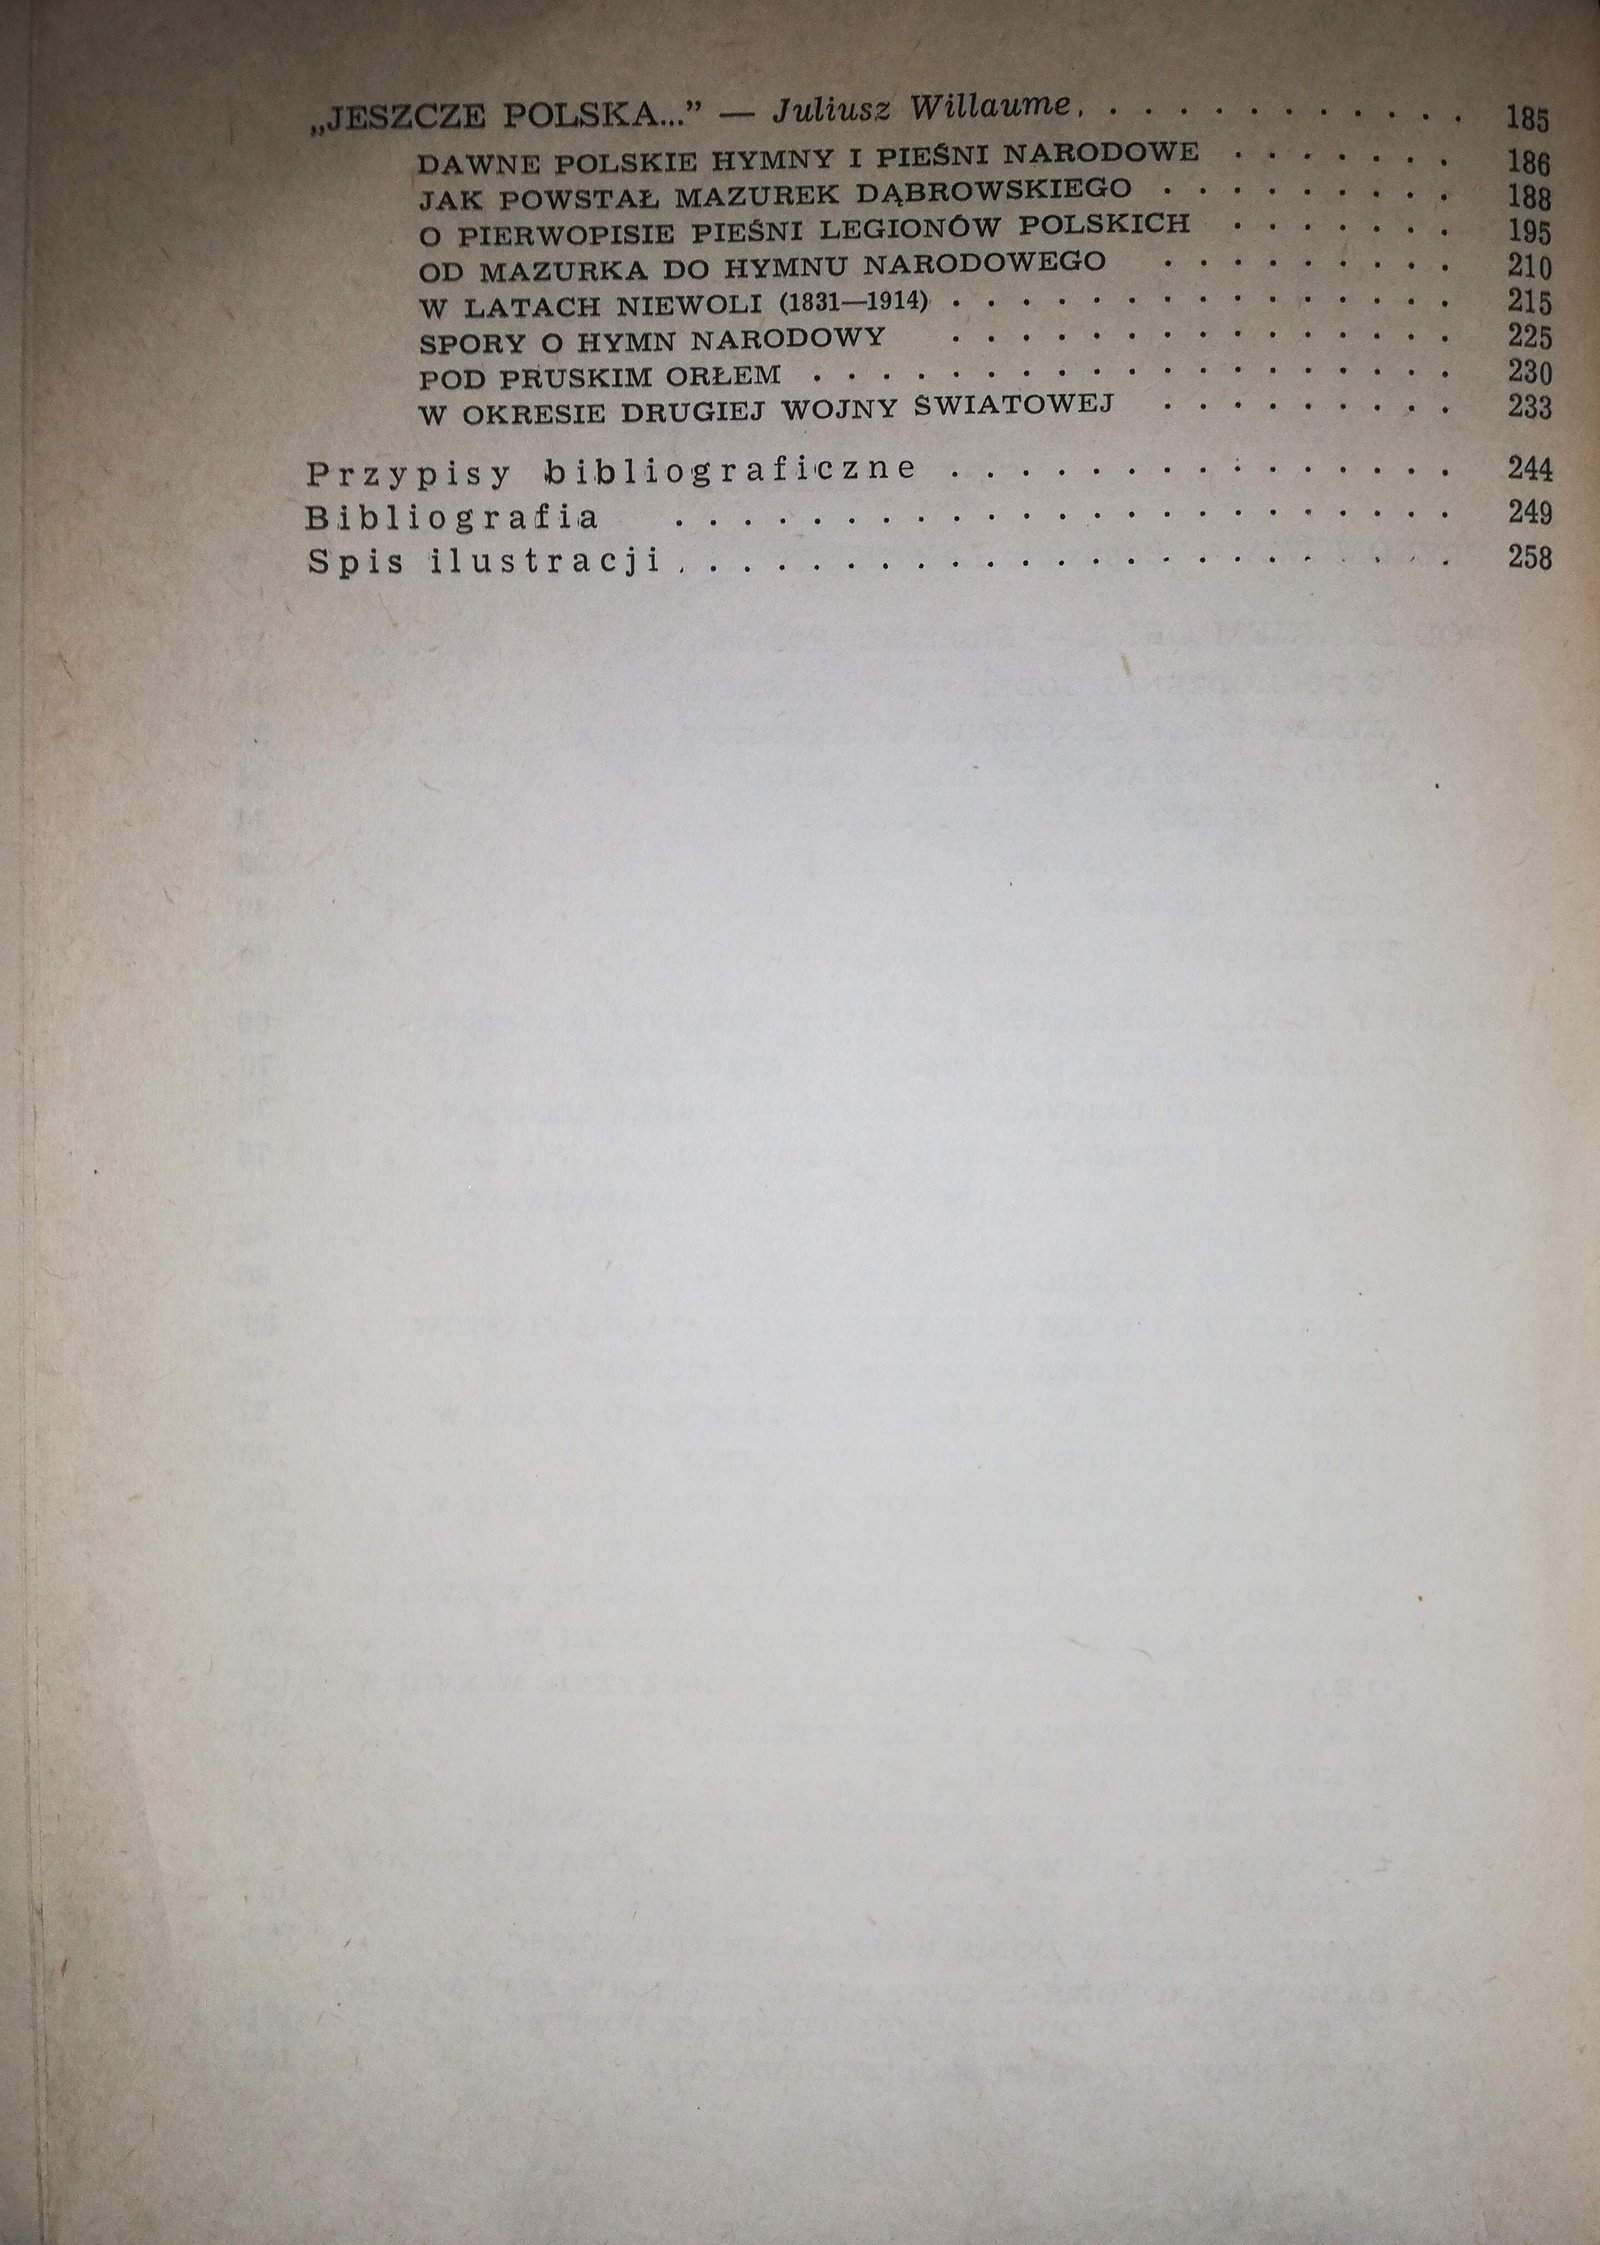 „JESZCZE POLSKA...” — Juliusz Willaume. . . . . . . . . . . . 185
DAWNE POLSKIE HYMNY I PIEŚNI NARODOWE . . . . . . . 186
JAK POWSTAŁ MAZUREK DĄBROWSKIEGO . . . . . . . . . 188
O PIERWOPISIE PIEŚNI LEGIONÓW POLSKICH . . . . . . . 195
OD MAZURKA DO HYMNU NARODOWEGO . . . . . . . . . 210
W LATACH NIEWOLI (1831—1914) . . . . . . . . . . . . . . . 215
SPORY O HYMN NARODOWY . . . . . . . . . . . . . . . 225
POD PRUSKIM ORŁEM . . . . . . . . . . . . . . . . . . . 230
W OKRESIE DRUGIEJ WOJNY ŚWIATOWEJ . . . . . . . . . 233
Przypisy bibliograficzne . . . . . . . . . . . . . . . 244
Bibliografia . . . . . . . . . . . . . . . . . . . . . . . 249
Spis ilustracji . . . . . . . . . . . . . . . . . . . . . . . 258